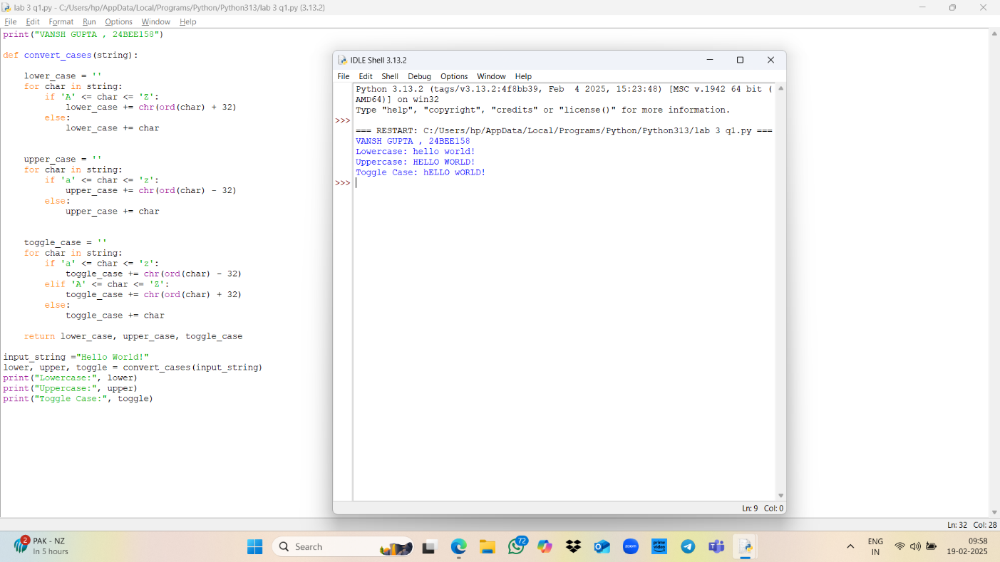 lab 3 q1.py - C:/Users/hp/AppData/Local/Programs/Python/Python313/lab 3 q1.py (3.13.2)
File Edit Format Run Options Window Help
print("VANSH GUPTA , 24BEE158")
def convert_cases(string):
    lower_case = ''
    for char in string:
        if 'A' <= char <= 'Z':
            lower_case += chr(ord(char) + 32)
        else:
            lower_case += char
    upper_case = ''
    for char in string:
        if 'a' <= char <= 'z':
            upper_case += chr(ord(char) - 32)
        else:
            upper_case += char
    toggle_case = ''
    for char in string:
        if 'a' <= char <= 'z':
            toggle_case += chr(ord(char) - 32)
        elif 'A' <= char <= 'Z':
            toggle_case += chr(ord(char) + 32)
        else:
            toggle_case += char
    return lower_case, upper_case, toggle_case
input_string ="Hello World!"
lower, upper, toggle = convert_cases(input_string)
print("Lowercase:", lower)
print("Uppercase:", upper)
print("Toggle Case:", toggle)
IDLE Shell 3.13.2
File Edit Shell Debug Options Window Help
Python 3.13.2 (tags/v3.13.2:4f8bb39, Feb  4 2025, 15:23:48) [MSC v.1942 64 bit (
AMD64)] on win32
Type "help", "copyright", "credits" or "license()" for more information.
>>>
=== RESTART: C:/Users/hp/AppData/Local/Programs/Python/Python313/lab 3 q1.py ===
VANSH GUPTA , 24BEE158
Lowercase: hello world!
Uppercase: HELLO WORLD!
Toggle Case: hELLO wORLD!
>>>
Ln: 9 Col: 0
Ln: 32 Col: 28
2
PAK - NZ
In 5 hours
Search
72
zoom
prime video
ENG
IN
09:58
19-02-2025